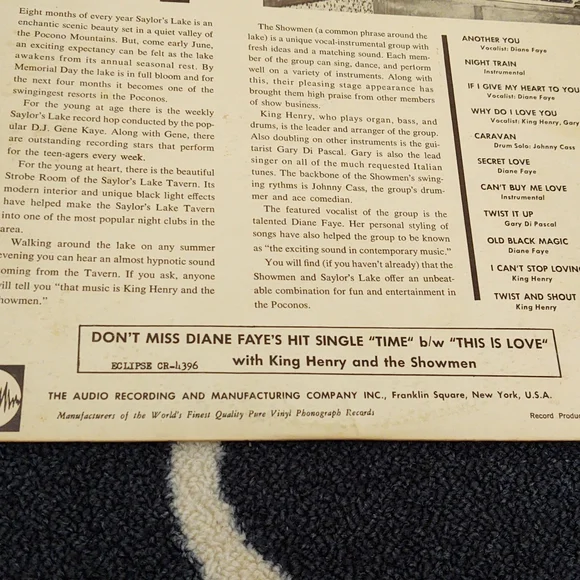 Eight months of every year Saylor's Lake is an
enchantic scenic beauty set in a quiet valley of
the Pocono Mountains. But, come early June,
an exciting expectancy can be felt as the lake
awakens from its annual seasonal rest. By
Memorial Day the lake is in full bloom and for
the next four months it becomes one of the
swingingest resorts in the Poconos.
For the young at age there is the weekly
Saylor's Lake record hop conducted by the pop-
ular D.J. Gene Kaye. Along with Gene, there
are outstanding recording stars that perform
for the teen-agers every week.
For the young at heart, there is the beautiful
Strobe Room of the Saylor's Lake Tavern. Its
modern interior and unique black light effects
have helped make the Saylor's Lake Tavern
into one of the most popular night clubs in the
area.
Walking around the lake on any summer
evening you can hear an almost hypnotic sound
coming from the Tavern. If you ask, anyone
will tell you "that music is King Henry and the
Showmen."
The Showmen (a common phrase around the
lake) is a unique vocal-instrumental group with
fresh ideas and a matching sound. Each mem-
ber of the group can sing, dance, and perform
well on a variety of instruments. Along with
this, their pleasing stage appearance has
brought them high praise from other members
of show business.
King Henry, who plays organ, bass, and
drums, is the leader and arranger of the group.
Also doubling on other instruments is the gui-
tarist Gary Di Pascal. Gary is also the lead
singer on all of the much requested Italian
tunes. The backbone of the Showmen's swing-
ing rythms is Johnny Cass, the group's drum-
mer and ace comedian.
The featured vocalist of the group is the
talented Diane Faye. Her personal styling of
songs have also helped the group to be known
as "the exciting sound in contemporary music."
You will find (if you haven't already) that the
Showmen and Saylor's Lake offer an unbeat-
able combination for fun and entertainment in
the Poconos.
ANOTHER YOU
Vocalist: Diane Faye
NIGHT TRAIN
Instrumental
IF I GIVE MY HEART TO YOU
Vocalist: Diane Faye
WHY DO I LOVE YOU
Vocalist: King Henry, Gary
CARAVAN
Drum Solo: Johnny Cass
SECRET LOVE
Diane Faye
CAN'T BUY ME LOVE
Instrumental
TWIST IT UP
Gary Di Pascal
OLD BLACK MAGIC
Diane Faye
I CAN'T STOP LOVIN
King Henry
TWIST AND SHOUT
King Henry
DON'T MISS DIANE FAYE'S HIT SINGLE "TIME" b/w "THIS IS LOVE"
ECLIPSE CR-4396 with King Henry and the Showmen
THE AUDIO RECORDING AND MANUFACTURING COMPANY INC., Franklin Square, New York, U.S.A.
Manufacturers of the World's Finest Quality Pure Vinyl Phonograph Records
Record Produ